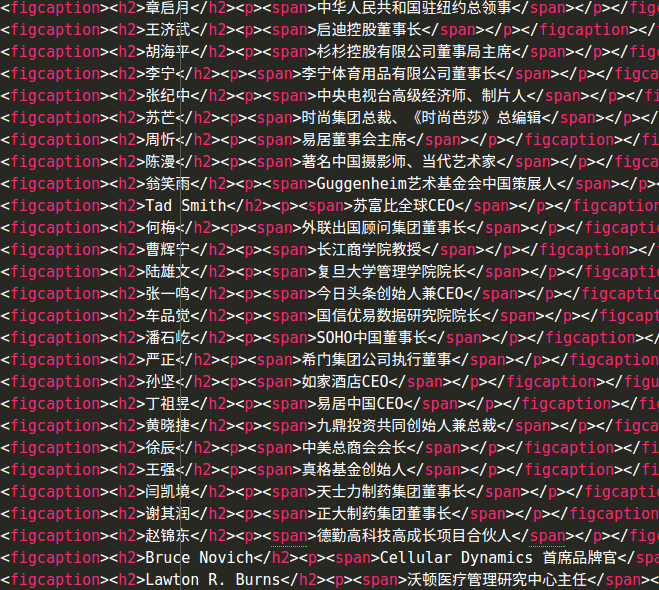 <figcaption><h2>章启月</h2><p><span>中华人民共和国驻纽约总领事</span></p></figc
<figcaption><h2>王济武</h2><p><span>启迪控股董事长</span></p></figcaption></
<figcaption><h2>胡海平</h2><p><span>杉杉控股有限公司董事局主席</span></p></figc
<figcaption><h2>李宁</h2><p><span>李宁体育用品有限公司董事长</span></p></figca
<figcaption><h2>张纪中</h2><p><span>中央电视台高级经济师、制片人</span></p></fi
<figcaption><h2>苏芒</h2><p><span>时尚集团总裁、《时尚芭莎》总编辑</span></p></
<figcaption><h2>周忻</h2><p><span>易居董事会主席</span></p></figcaption></fi
<figcaption><h2>陈漫</h2><p><span>著名中国摄影师、当代艺术家</span></p></figca
<figcaption><h2>翁笑雨</h2><p><span>Guggenheim艺术基金会中国策展人</span></p><
<figcaption><h2>Tad Smith</h2><p><span>苏富比全球CEO</span></p></figcaption
<figcaption><h2>何梅</h2><p><span>外联出国顾问集团董事长</span></p></figcapti
<figcaption><h2>曹辉宁</h2><p><span>长江商学院教授</span></p></figcaption></
<figcaption><h2>陆雄文</h2><p><span>复旦大学管理学院院长</span></p></figcaptio
<figcaption><h2>张一鸣</h2><p><span>今日头条创始人兼CEO</span></p></figcaptio
<figcaption><h2>车品觉</h2><p><span>国信优易数据研究院院长</span></p></figcapt
<figcaption><h2>潘石屹</h2><p><span>SOHO中国董事长</span></p></figcaption></
<figcaption><h2>严正</h2><p><span>希门集团公司执行董事</span></p></figcaption
<figcaption><h2>孙坚</h2><p><span>如家酒店CEO</span></p></figcaption></figu
<figcaption><h2>丁祖昱</h2><p><span>易居中国CEO</span></p></figcaption></fig
<figcaption><h2>黄晓捷</h2><p><span>九鼎投资共同创始人兼总裁</span></p></figca
<figcaption><h2>徐辰</h2><p><span>中美总商会会长</span></p></figcaption></fi
<figcaption><h2>王强</h2><p><span>真格基金创始人</span></p></figcaption></fi
<figcaption><h2>闫凯境</h2><p><span>天士力制药集团董事长</span></p></figcaptio
<figcaption><h2>谢其润</h2><p><span>正大制药集团董事长</span></p></figcaption
<figcaption><h2>赵锦东</h2><p><span>德勤高科技高成长项目合伙人</span></p></figc
<figcaption><h2>Bruce Novich</h2><p><span>Cellular Dynamics 首席品牌官</spa
<figcaption><h2>Lawton R. Burns</h2><p><span>沃顿医疗管理研究中心主任</span><